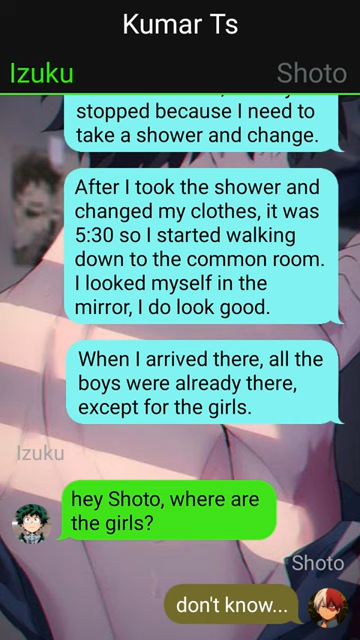 Kumar Ts
Izuku Shoto
stopped because I need to
take a shower and change.
After I took the shower and
changed my clothes, it was
5:30 so I started walking
down to the common room.
I looked myself in the
mirror, I do look good.
When I arrived there, all the
boys were already there,
except for the girls.
Izuku
hey Shoto, where are
the girls?
Shoto
don't know...